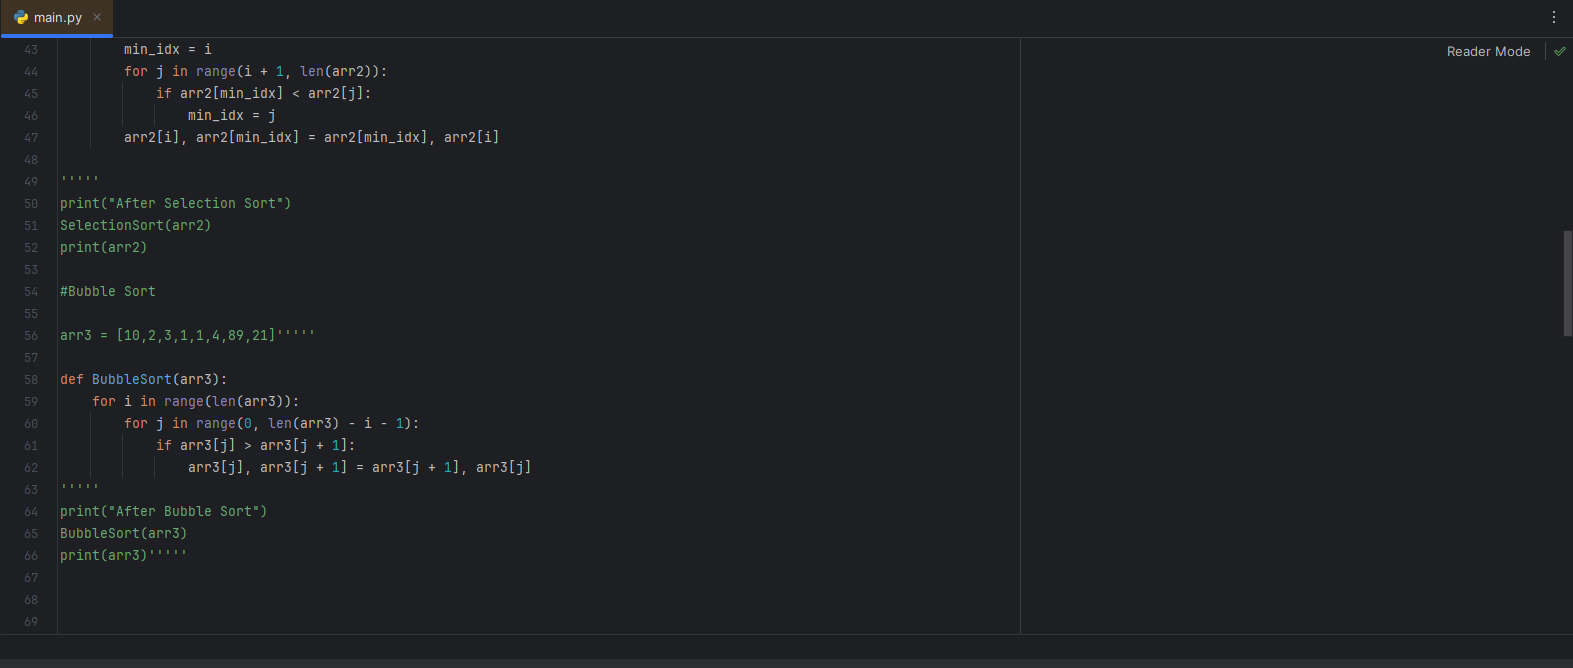 main.py
Reader Mode
43 min_idx = i
44 for j in range(i + 1, len(arr2)):
45 if arr2[min_idx] < arr2[j]:
46 min_idx = j
47 arr2[i], arr2[min_idx] = arr2[min_idx], arr2[i]
48
49 '''''
50 print("After Selection Sort")
51 SelectionSort(arr2)
52 print(arr2)
53
54 #Bubble Sort
55
56 arr3 = [10,2,3,1,1,4,89,21]'''''
57
58 def BubbleSort(arr3):
59 for i in range(len(arr3)):
60 for j in range(0, len(arr3) - i - 1):
61 if arr3[j] > arr3[j + 1]:
62 arr3[j], arr3[j + 1] = arr3[j + 1], arr3[j]
63 '''''
64 print("After Bubble Sort")
65 BubbleSort(arr3)
66 print(arr3)'''''
67
68
69